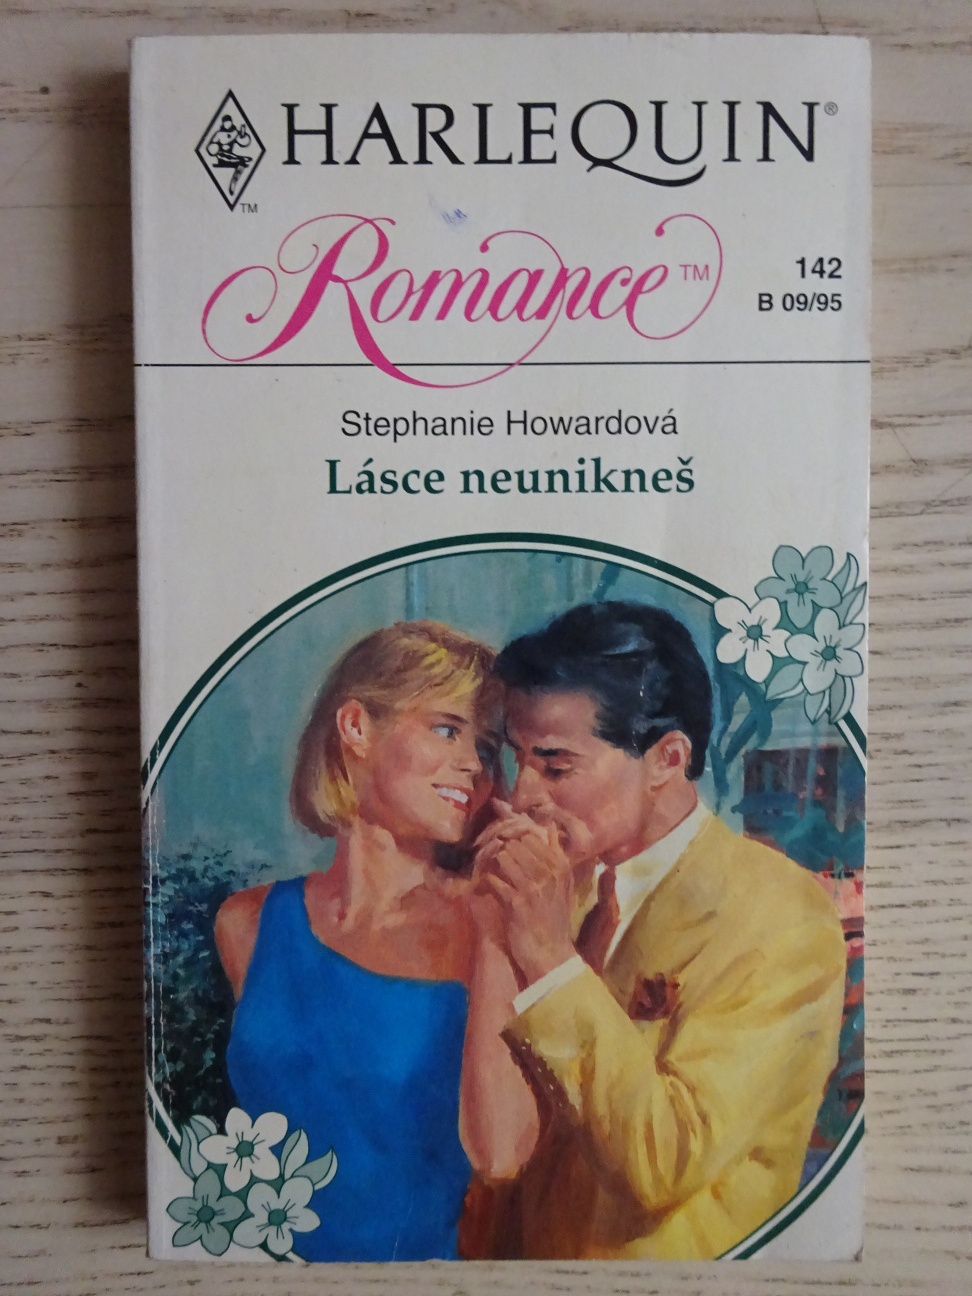 HARLEQUIN®
TM
Romance™
142
B 09/95
Stephanie Howardová
Lásce neunikneš